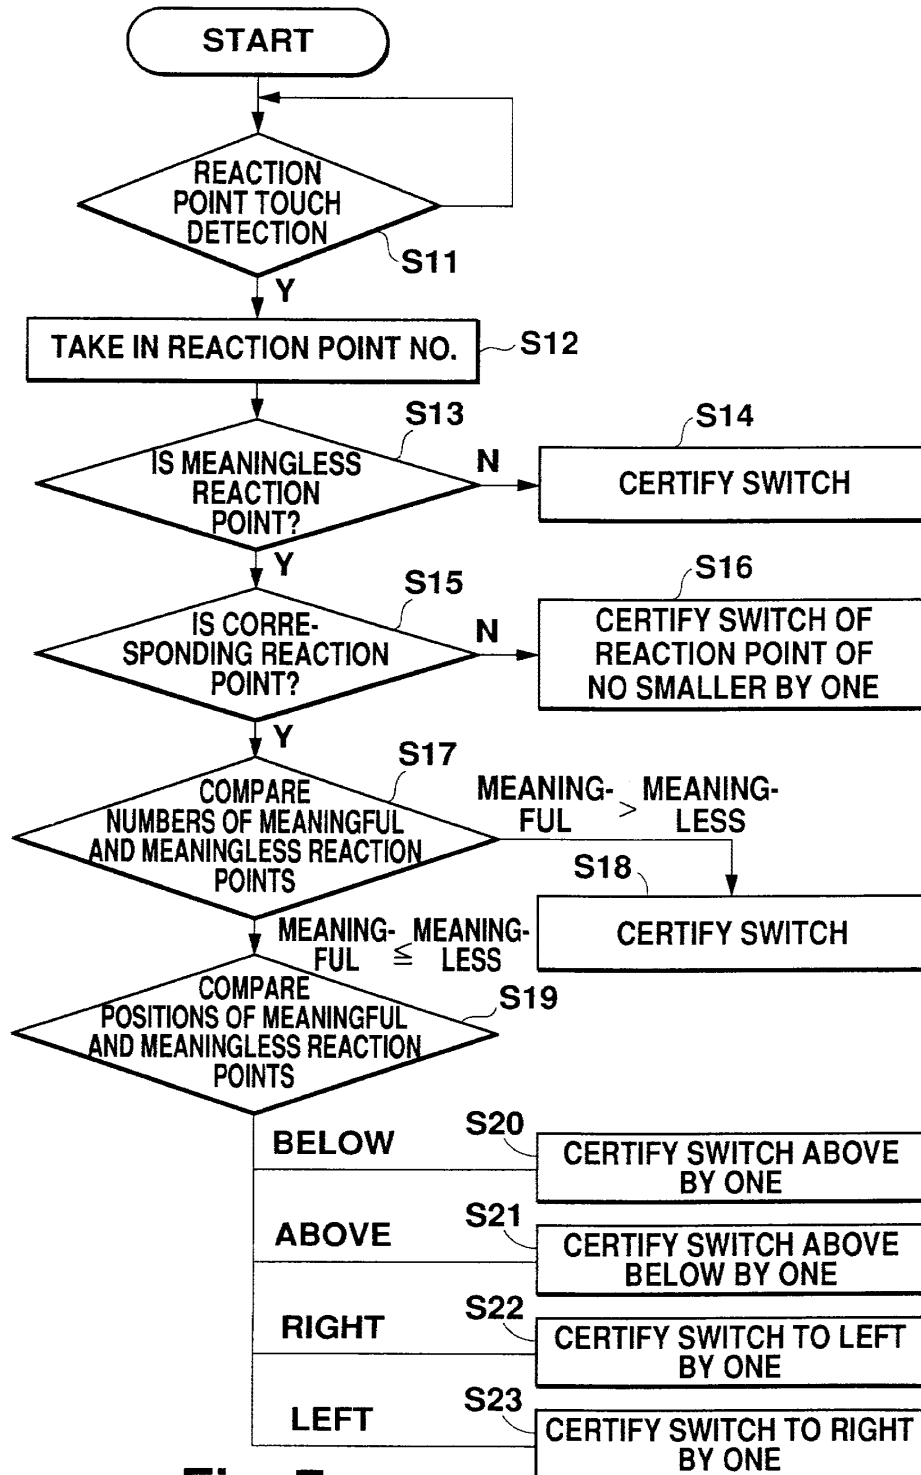 START
REACTION
POINT TOUCH
DETECTION
S11
Y
TAKE IN REACTION POINT NO.
S12
S13
IS MEANINGLESS
REACTION
POINT?
N
S14
CERTIFY SWITCH
Y
S15
IS CORRE-
SPONDING REACTION
POINT?
N
S16
CERTIFY SWITCH OF
REACTION POINT OF
NO SMALLER BY ONE
Y
S17
COMPARE
NUMBERS OF MEANINGFUL
AND MEANINGLESS REACTION
POINTS
MEANING- MEANING-
FUL > LESS
S18
CERTIFY SWITCH
MEANING- MEANING-
FUL ≦ LESS
S19
COMPARE
POSITIONS OF MEANINGFUL
AND MEANINGLESS REACTION
POINTS
BELOW
S20
CERTIFY SWITCH ABOVE
BY ONE
ABOVE
S21
CERTIFY SWITCH ABOVE
BELOW BY ONE
RIGHT
S22
CERTIFY SWITCH TO LEFT
BY ONE
LEFT
S23
CERTIFY SWITCH TO RIGHT
BY ONE